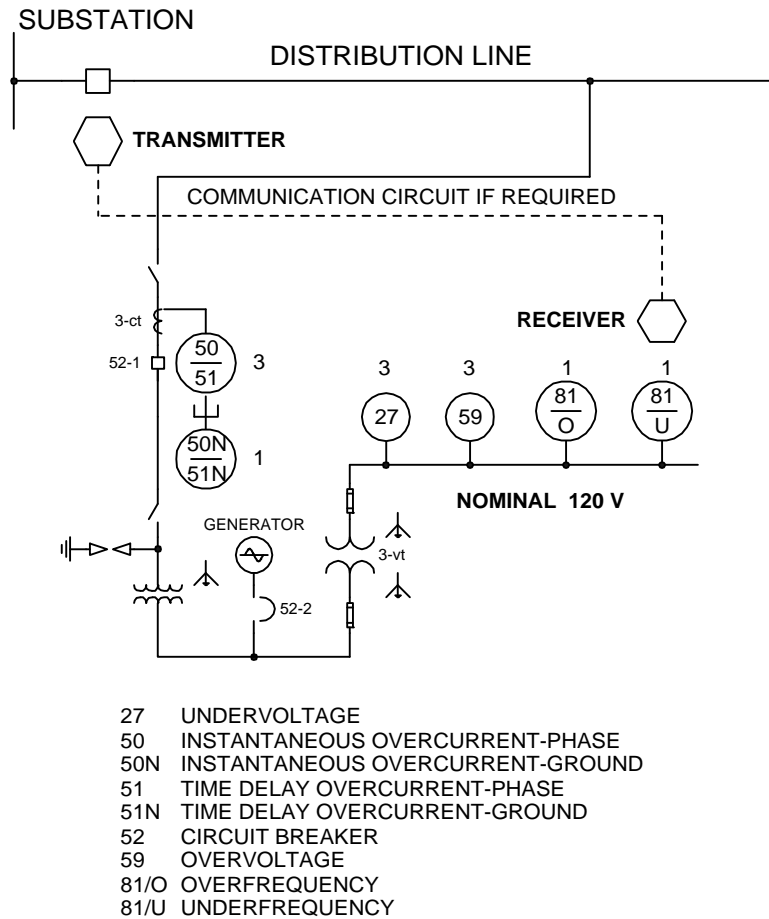 SUBSTATION
DISTRIBUTION LINE
TRANSMITTER
COMMUNICATION CIRCUIT IF REQUIRED
3-ct
RECEIVER
52-1
50
51
3
3
3
1
1
27
59
81
O
81
U
50N
51N
1
NOMINAL 120 V
GENERATOR
3-vt
52-2
27 UNDERVOLTAGE
50 INSTANTANEOUS OVERCURRENT-PHASE
50N INSTANTANEOUS OVERCURRENT-GROUND
51 TIME DELAY OVERCURRENT-PHASE
51N TIME DELAY OVERCURRENT-GROUND
52 CIRCUIT BREAKER
59 OVERVOLTAGE
81/O OVERFREQUENCY
81/U UNDERFREQUENCY